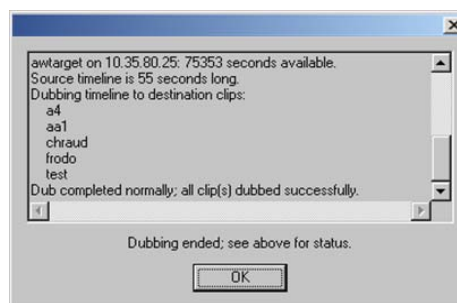 awtarget on 10.35.80.25: 75353 seconds available.
Source timeline is 55 seconds long.
Dubbing timeline to destination clips:
a4
aa1
chraud
frodo
test
Dub completed normally; all clip(s) dubbed successfully.
Dubbing ended; see above for status.
OK